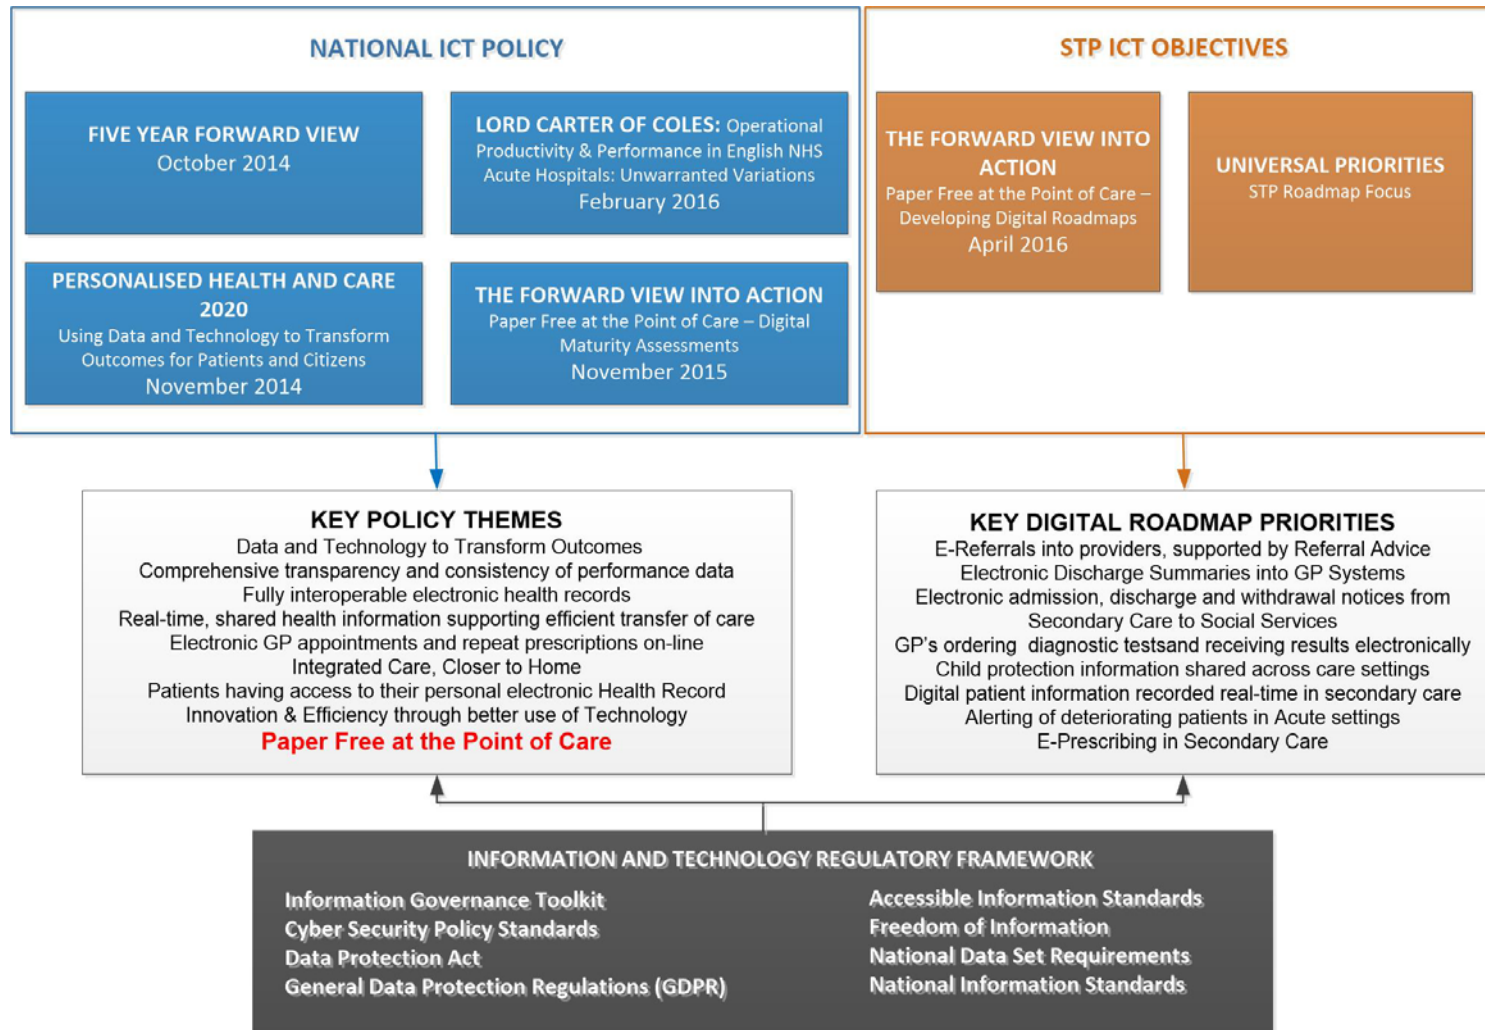 NATIONAL ICT POLICY
FIVE YEAR FORWARD VIEW
October 2014
LORD CARTER OF COLES: Operational
Productivity & Performance in English NHS
Acute Hospitals: Unwarranted Variations
February 2016
PERSONALISED HEALTH AND CARE
2020
Using Data and Technology to Transform
Outcomes for Patients and Citizens
November 2014
THE FORWARD VIEW INTO ACTION
Paper Free at the Point of Care – Digital
Maturity Assessments
November 2015
STP ICT OBJECTIVES
THE FORWARD VIEW INTO
ACTION
Paper Free at the Point of Care –
Developing Digital Roadmaps
April 2016
UNIVERSAL PRIORITIES
STP Roadmap Focus
KEY POLICY THEMES
Data and Technology to Transform Outcomes
Comprehensive transparency and consistency of performance data
Fully interoperable electronic health records
Real-time, shared health information supporting efficient transfer of care
Electronic GP appointments and repeat prescriptions on-line
Integrated Care, Closer to Home
Patients having access to their personal electronic Health Record
Innovation & Efficiency through better use of Technology
Paper Free at the Point of Care
KEY DIGITAL ROADMAP PRIORITIES
E-Referrals into providers, supported by Referral Advice
Electronic Discharge Summaries into GP Systems
Electronic admission, discharge and withdrawal notices from
Secondary Care to Social Services
GP's ordering  diagnostic testsand receiving results electronically
Child protection information shared across care settings
Digital patient information recorded real-time in secondary care
Alerting of deteriorating patients in Acute settings
E-Prescribing in Secondary Care
INFORMATION AND TECHNOLOGY REGULATORY FRAMEWORK
Information Governance Toolkit
Cyber Security Policy Standards
Data Protection Act
General Data Protection Regulations (GDPR)
Accessible Information Standards
Freedom of Information
National Data Set Requirements
National Information Standards